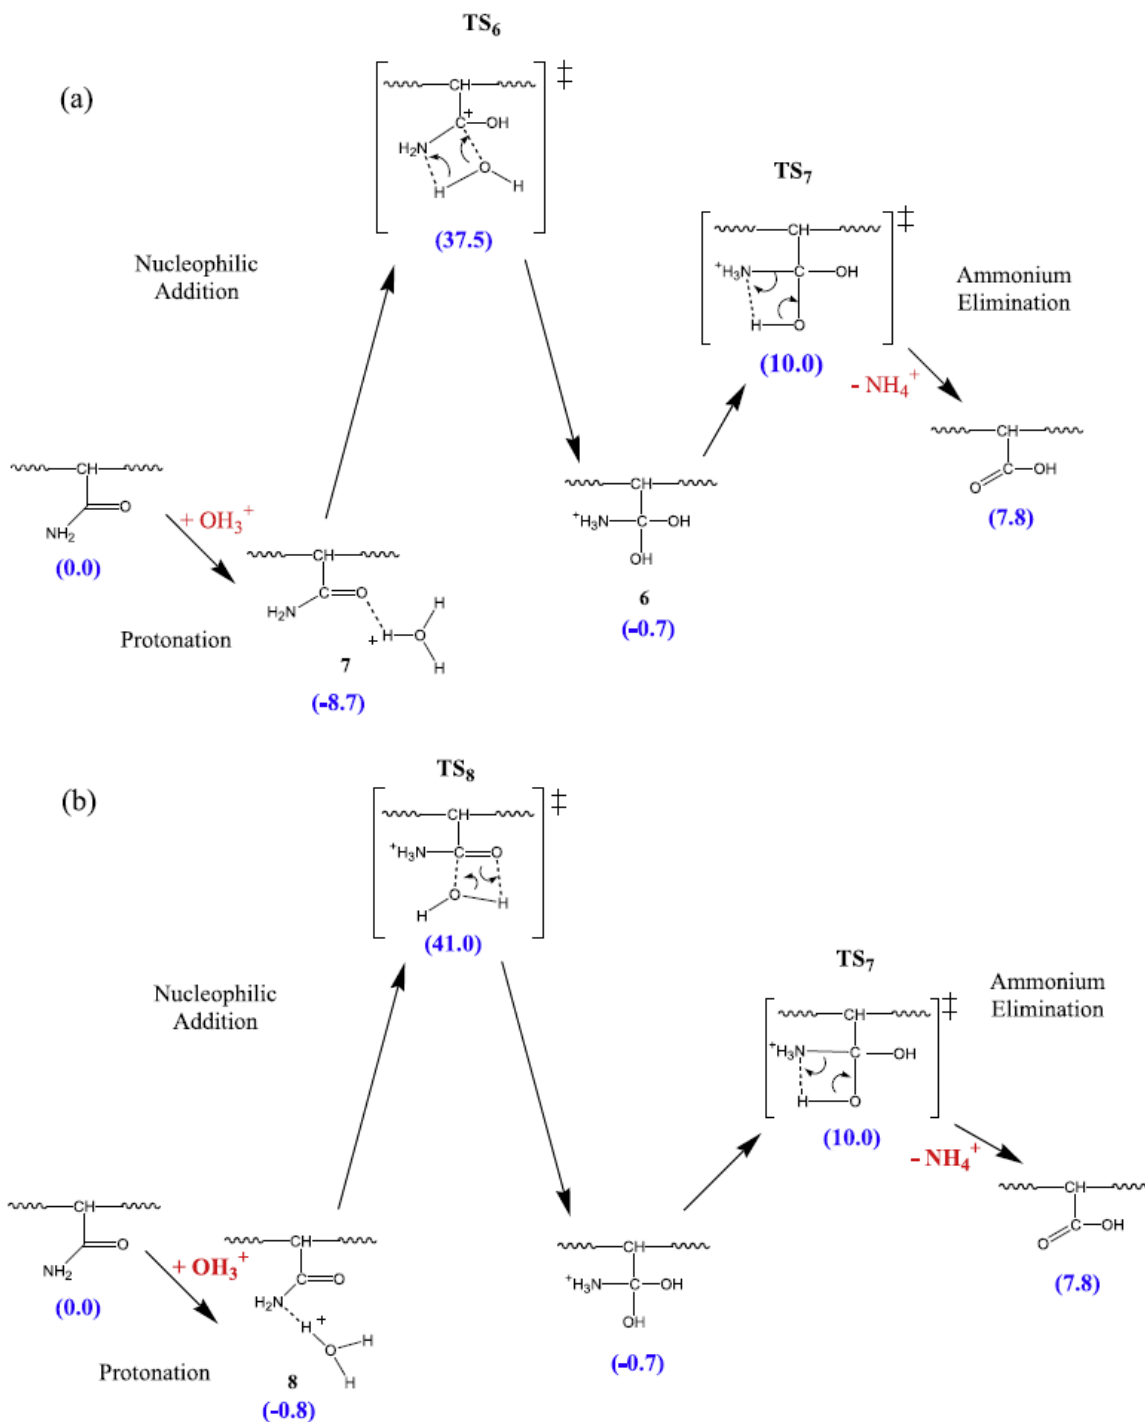 TS6
(a)
‡
CH
+
C—OH
H2N
O
H
H
(37.5)
TS7
‡
CH
+H3N
C
OH
H
O
(10.0)
Nucleophilic
Addition
Ammonium
Elimination
- NH4+
CH
C
OH
O
(7.8)
CH
C
O
NH2
(0.0)
+ OH3+
Protonation
CH
C
O
H2N
H
+
H
O
H
7
(-8.7)
CH
+H3N—C—OH
OH
6
(-0.7)
TS8
(b)
‡
CH
+H3N—C=O
O
H
H
(41.0)
TS7
‡
CH
+H3N
C
OH
H
O
(10.0)
Nucleophilic
Addition
Ammonium
Elimination
- NH4+
CH
C—OH
O
(7.8)
CH
C
O
NH2
(0.0)
+ OH3+
Protonation
CH
C=O
H2N
+
H
O
H
H
8
(-0.8)
CH
+H3N—C—OH
OH
(-0.7)